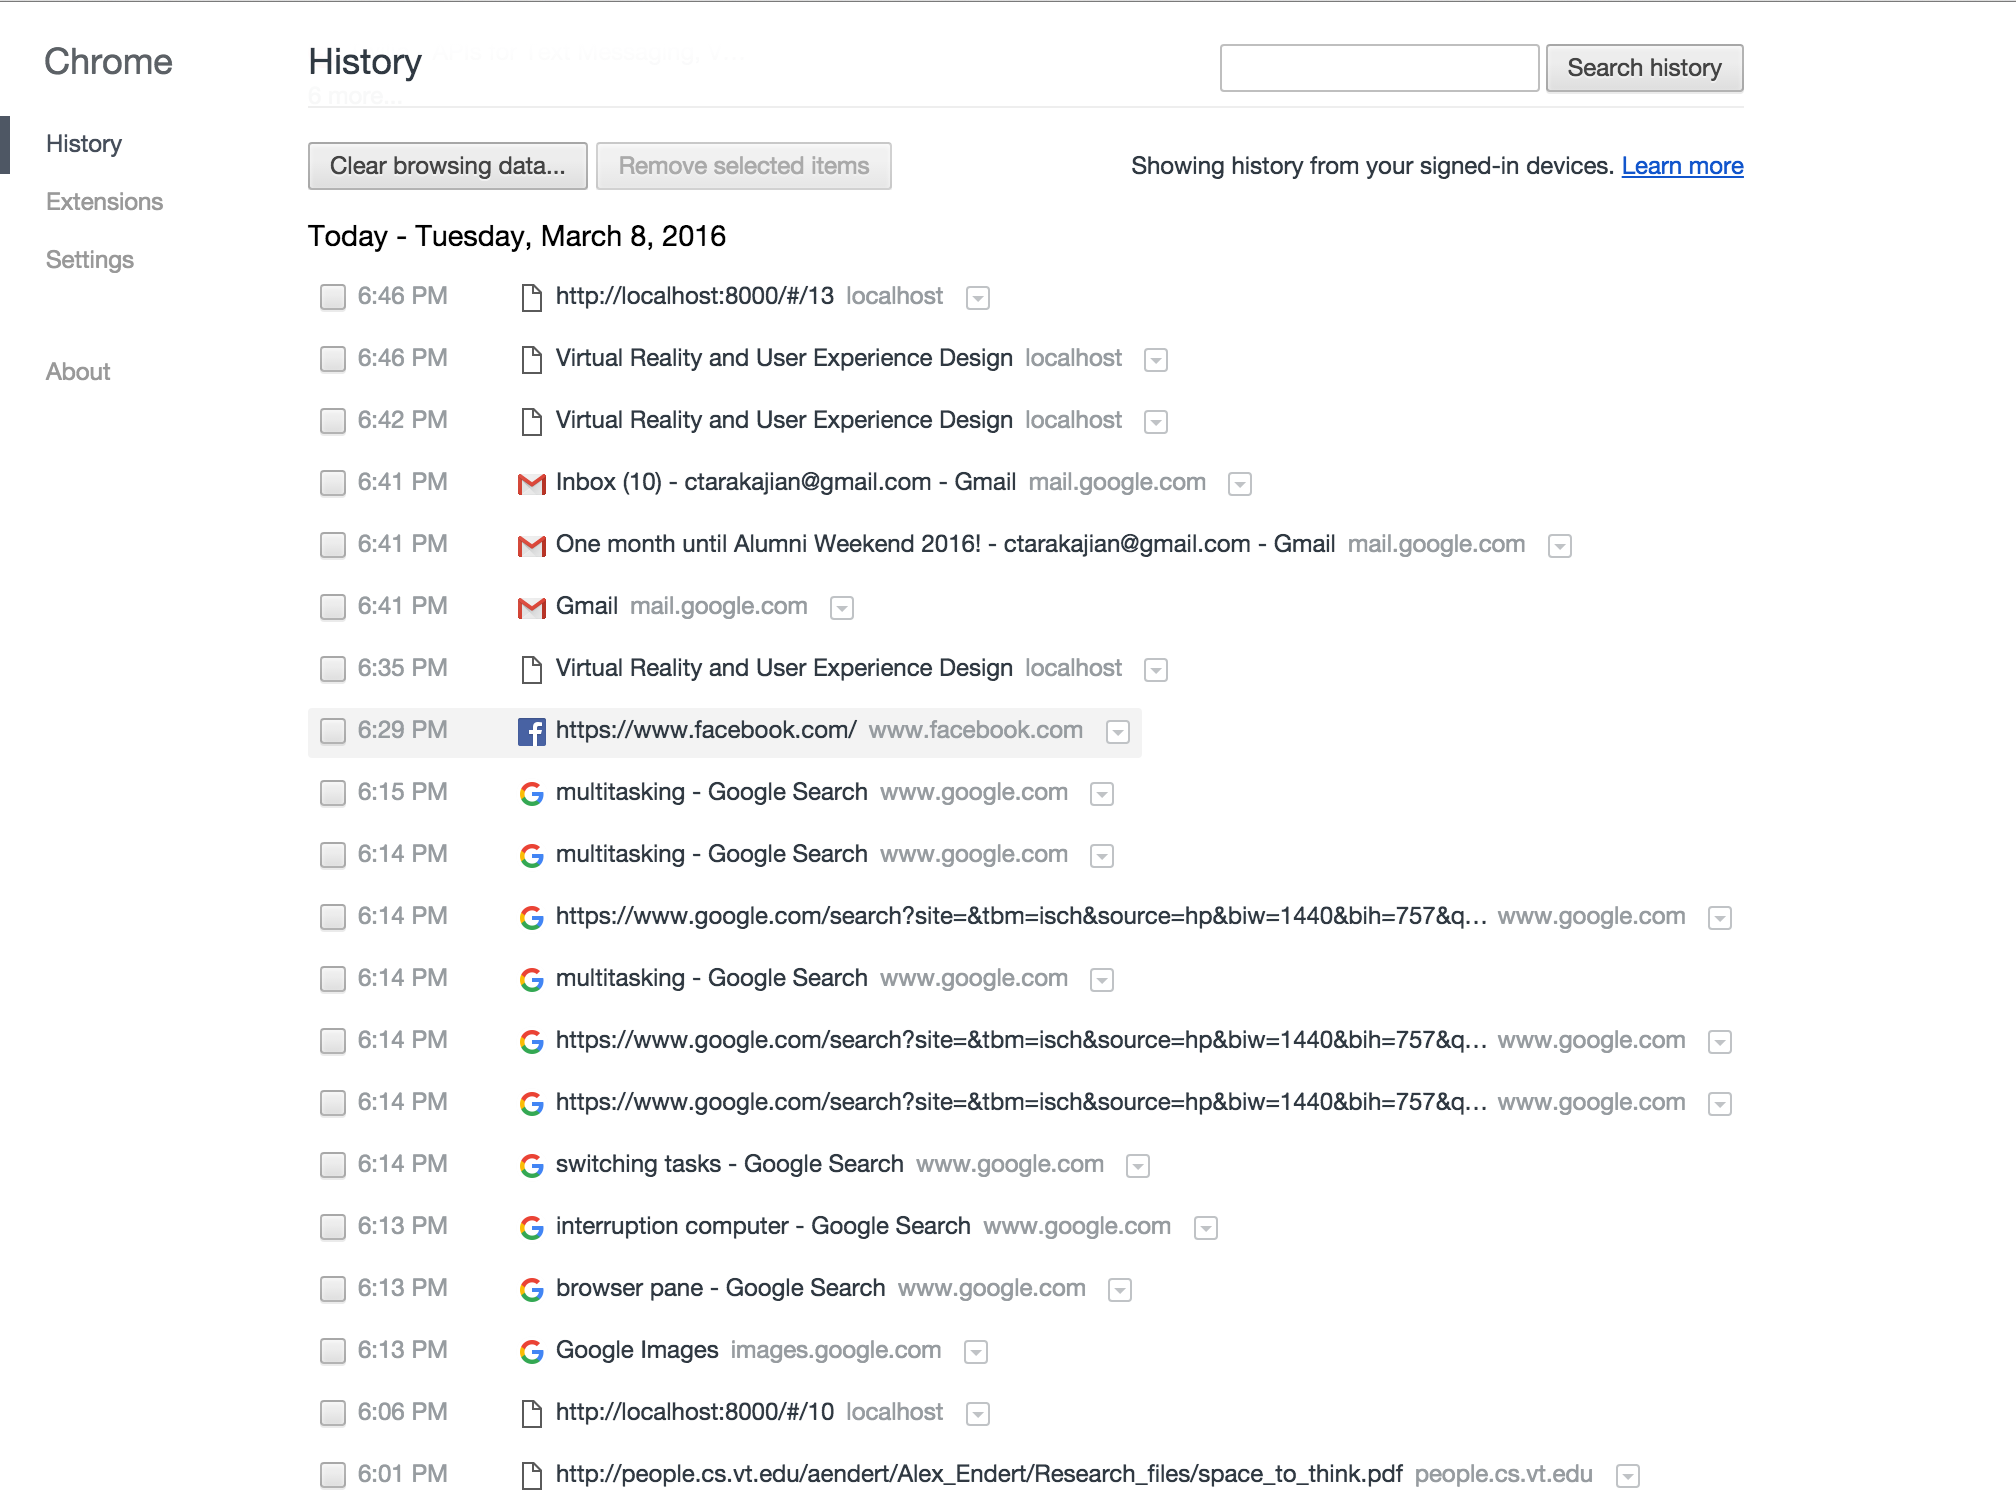 Chrome
History
Search history
6 more...
History
Extensions
Settings
About
Clear browsing data...
Remove selected items
Showing history from your signed-in devices. Learn more
Today - Tuesday, March 8, 2016
6:46 PM http://localhost:8000/#/13 localhost
6:46 PM Virtual Reality and User Experience Design localhost
6:42 PM Virtual Reality and User Experience Design localhost
6:41 PM Inbox (10) - ctarakajian@gmail.com - Gmail mail.google.com
6:41 PM One month until Alumni Weekend 2016! - ctarakajian@gmail.com - Gmail mail.google.com
6:41 PM Gmail mail.google.com
6:35 PM Virtual Reality and User Experience Design localhost
6:29 PM https://www.facebook.com/ www.facebook.com
6:15 PM multitasking - Google Search www.google.com
6:14 PM multitasking - Google Search www.google.com
6:14 PM https://www.google.com/search?site=&tbm=isch&source=hp&biw=1440&bih=757&q... www.google.com
6:14 PM multitasking - Google Search www.google.com
6:14 PM https://www.google.com/search?site=&tbm=isch&source=hp&biw=1440&bih=757&q... www.google.com
6:14 PM https://www.google.com/search?site=&tbm=isch&source=hp&biw=1440&bih=757&q... www.google.com
6:14 PM switching tasks - Google Search www.google.com
6:13 PM interruption computer - Google Search www.google.com
6:13 PM browser pane - Google Search www.google.com
6:13 PM Google Images images.google.com
6:06 PM http://localhost:8000/#/10 localhost
6:01 PM http://people.cs.vt.edu/aendert/Alex_Endert/Research_files/space_to_think.pdf people.cs.vt.edu